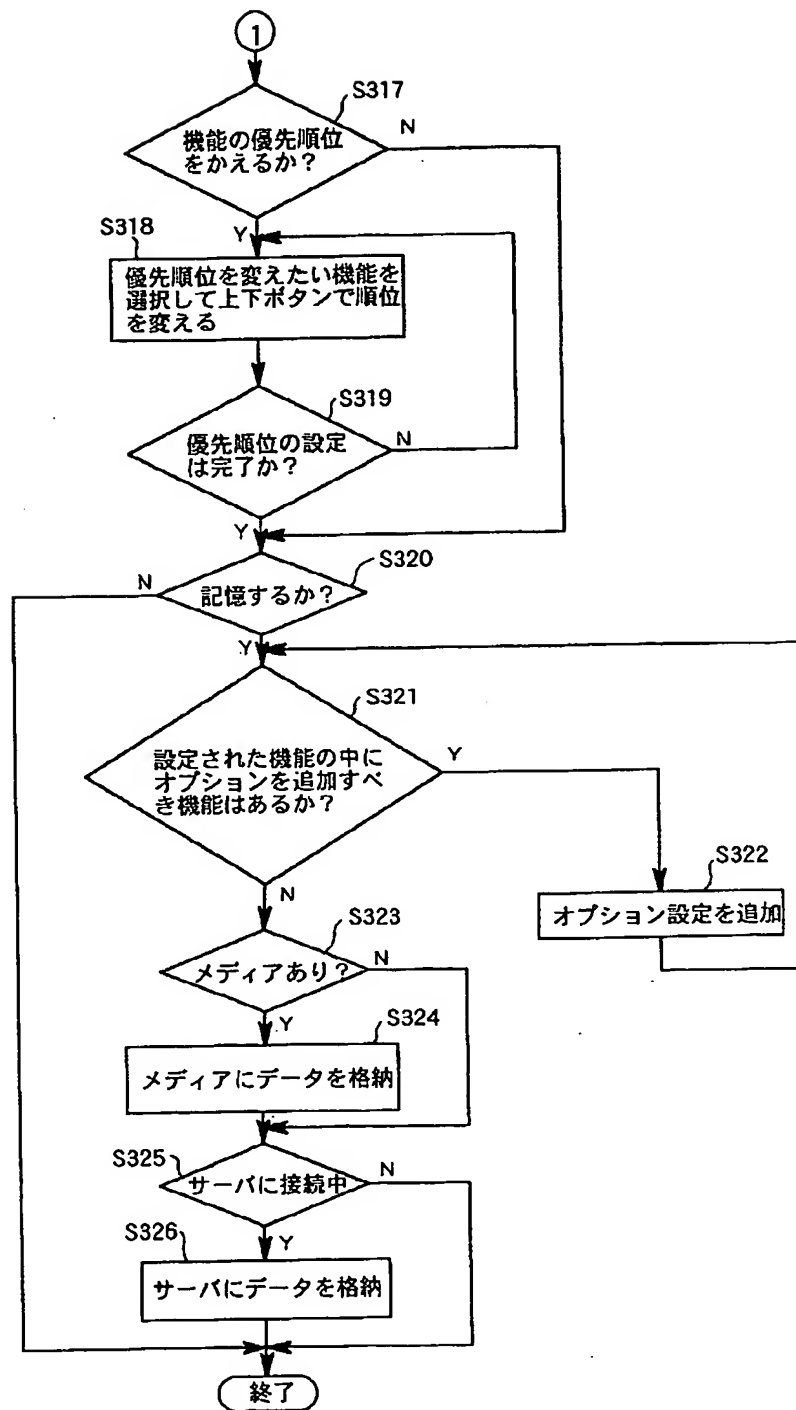 1
S317
機能の優先順位
をかえるか?
N
Y
S318
優先順位を変えたい機能を
選択して上下ボタンで順位
を変える
S319
優先順位の設定
は完了か?
N
Y
S320
N
記憶するか?
Y
S321
設定された機能の中に
オプションを追加すべ
き機能はあるか?
Y
S322
オプション設定を追加
N
S323
メディアあり?
N
Y
S324
メディアにデータを格納
S325
サーバに接続中
N
Y
S326
サーバにデータを格納
終了